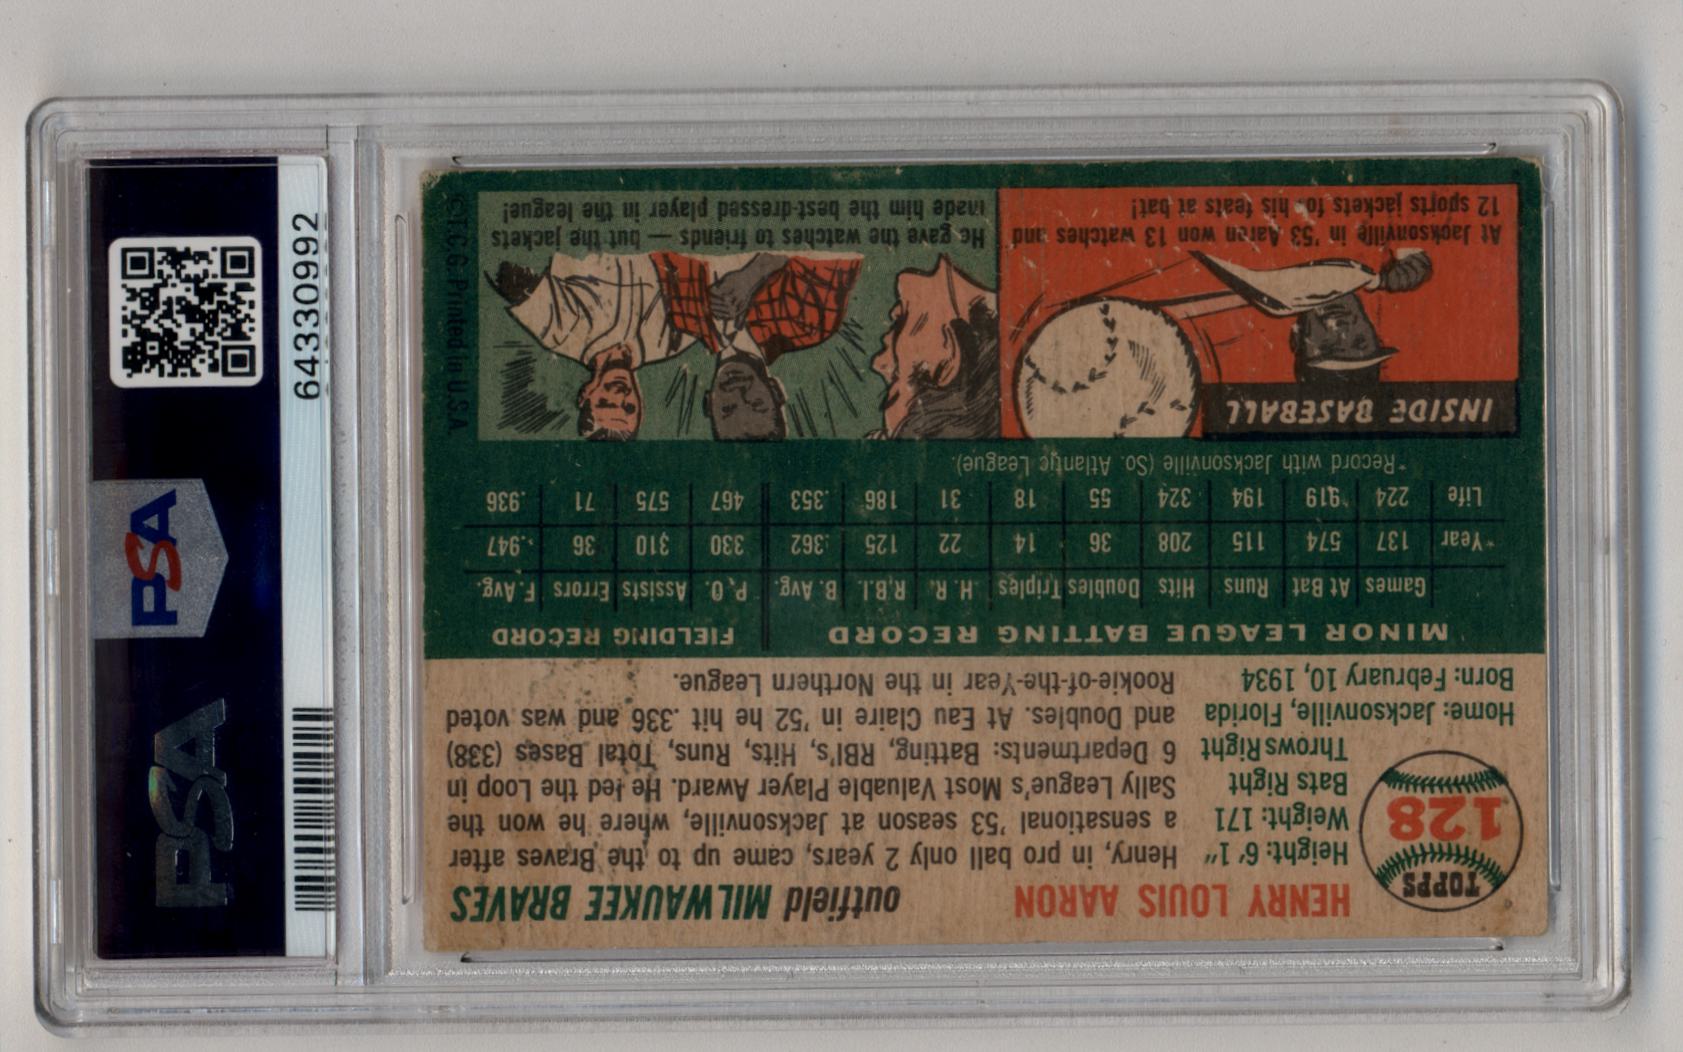 TOPPS
128
HENRY LOUIS AARON
outfield MILWAUKEE BRAVES
Height: 6' 1"
Weight: 171
Bats Right
Throws Right
Home: Jacksonville, Florida
Born: February 10, 1934
Henry, in pro ball only 2 years, came up to the Braves after
a sensational '53 season at Jacksonville, where he won the
Sally League's Most Valuable Player Award. He led the Loop in
6 Departments: Batting, RBI's, Hits, Runs, Total Bases (338)
and Doubles. At Eau Claire in '52 he hit .336 and was voted
Rookie-of-the-Year in the Northern League.
MINOR LEAGUE BATTING RECORD FIELDING RECORD
Games At Bat Runs Hits Doubles Triples H. R. R.B.I. B. Avg. P. O. Assists Errors F. Avg.
*Year 137 574 115 208 36 14 22 125 .362 330 310 36 .947
Life 224 919 194 324 55 18 31 186 .353 467 575 71 .936
*Record with Jacksonville (So. Atlantic League).
INSIDE BASEBALL
At Jacksonville in '53 Aaron won 13 watches and
12 sports jackets for his feats at bat!
He gave the watches to friends — but the jackets
made him the best-dressed player in the league!
©T. C. G. Printed in U.S.A.
64330992
PSA
PSA